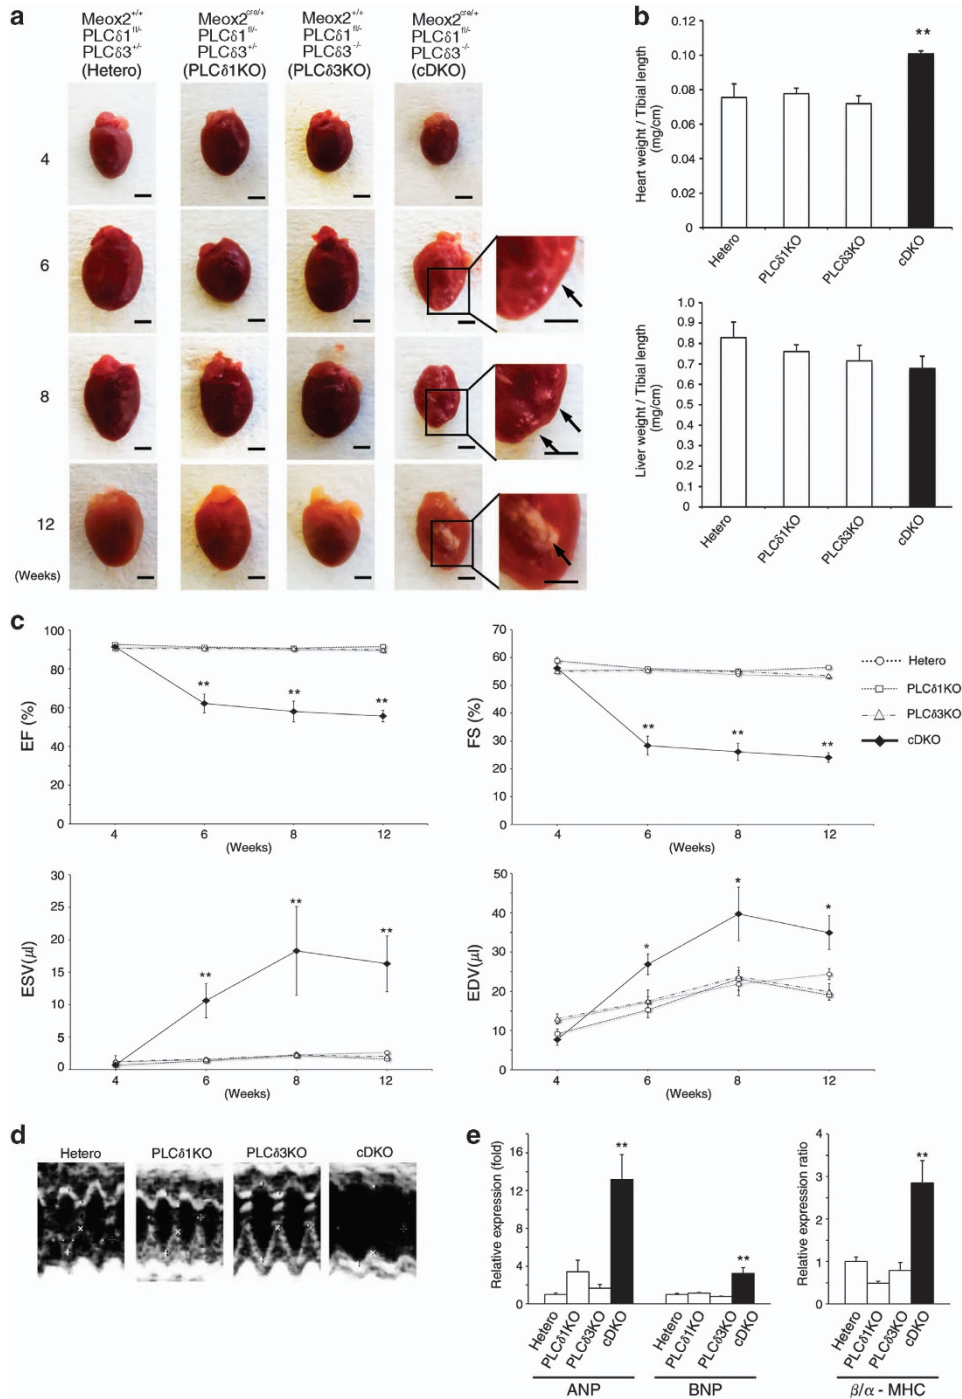 a
Meox2+/+
PLCδ1fl/-
PLCδ3+/-
(Hetero)
Meox2cre/+
PLCδ1fl/-
PLCδ3+/-
(PLCδ1KO)
Meox2+/+
PLCδ1fl/-
PLCδ3-/-
(PLCδ3KO)
Meox2cre/+
PLCδ1fl/-
PLCδ3-/-
(cDKO)
4
6
8
12
(Weeks)
b
Heart weight / Tibial length
(mg/cm)
0.12
0.10
0.08
0.06
0.04
0.02
0
**
Hetero
PLCδ1KO
PLCδ3KO
cDKO
Liver weight / Tibial length
(mg/cm)
0.9
0.8
0.7
0.6
0.5
0.4
0.3
0.2
0.1
0
Hetero
PLCδ1KO
PLCδ3KO
cDKO
c
EF (%)
100
80
60
40
20
0
** ** **
4 6 8 12
(Weeks)
FS (%)
70
60
50
40
30
20
10
0
** ** **
4 6 8 12
(Weeks)
Hetero
PLCδ1KO
PLCδ3KO
cDKO
ESV(µl)
30
25
20
15
10
5
0
** ** **
4 6 8 12
(Weeks)
EDV(µl)
50
40
30
20
10
0
* * *
4 6 8 12
(Weeks)
d
Hetero PLCδ1KO PLCδ3KO cDKO
e
Relative expression (fold)
16
12
8
4
0
** **
Hetero
PLCδ1KO
PLCδ3KO
cDKO
ANP
Hetero
PLCδ1KO
PLCδ3KO
cDKO
BNP
Relative expression ratio
4
3
2
1
0
**
Hetero
PLCδ1KO
PLCδ3KO
cDKO
β/α - MHC